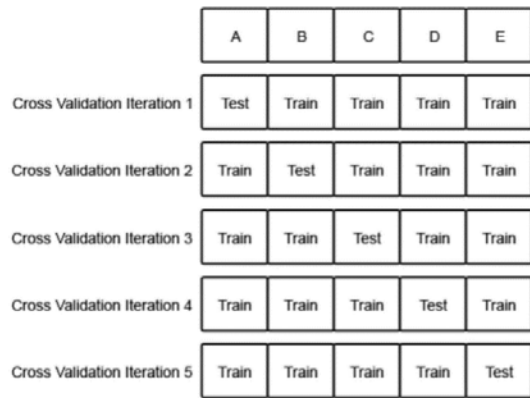 A B C D E
Cross Validation Iteration 1 Test Train Train Train Train
Cross Validation Iteration 2 Train Test Train Train Train
Cross Validation Iteration 3 Train Train Test Train Train
Cross Validation Iteration 4 Train Train Train Test Train
Cross Validation Iteration 5 Train Train Train Train Test